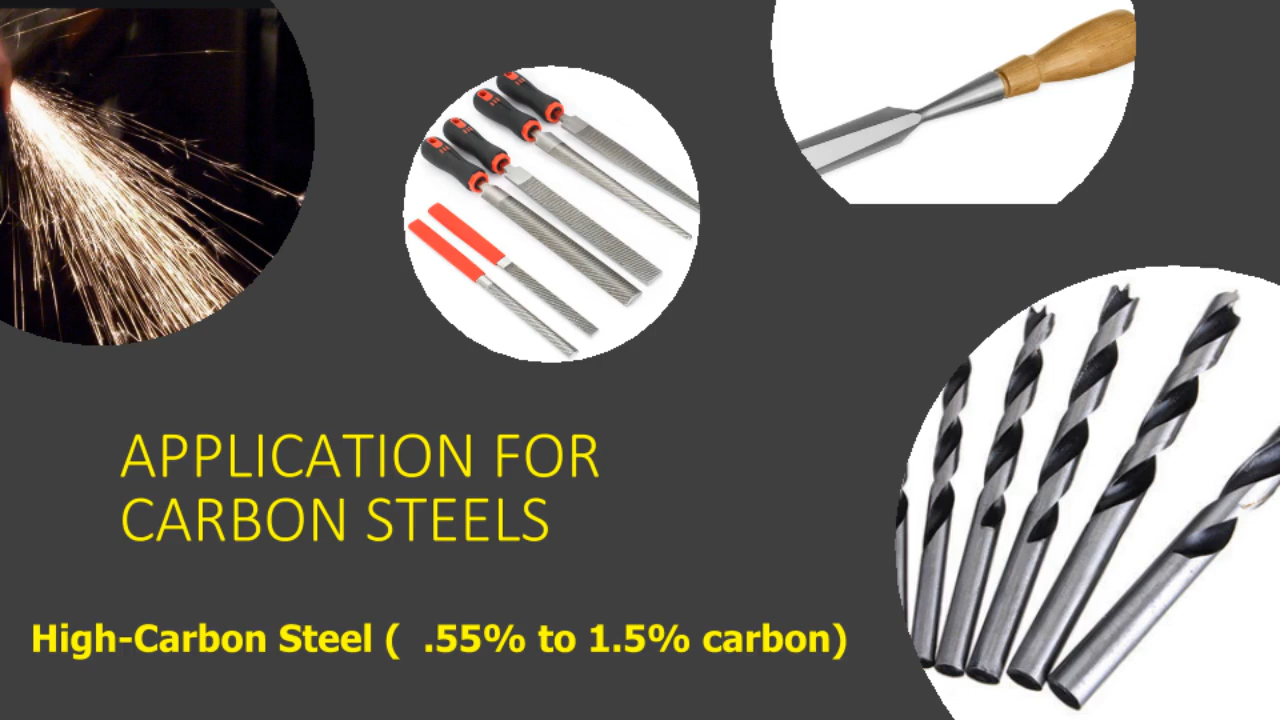 APPLICATION FOR
CARBON STEELS
High-Carbon Steel (  .55% to 1.5% carbon)